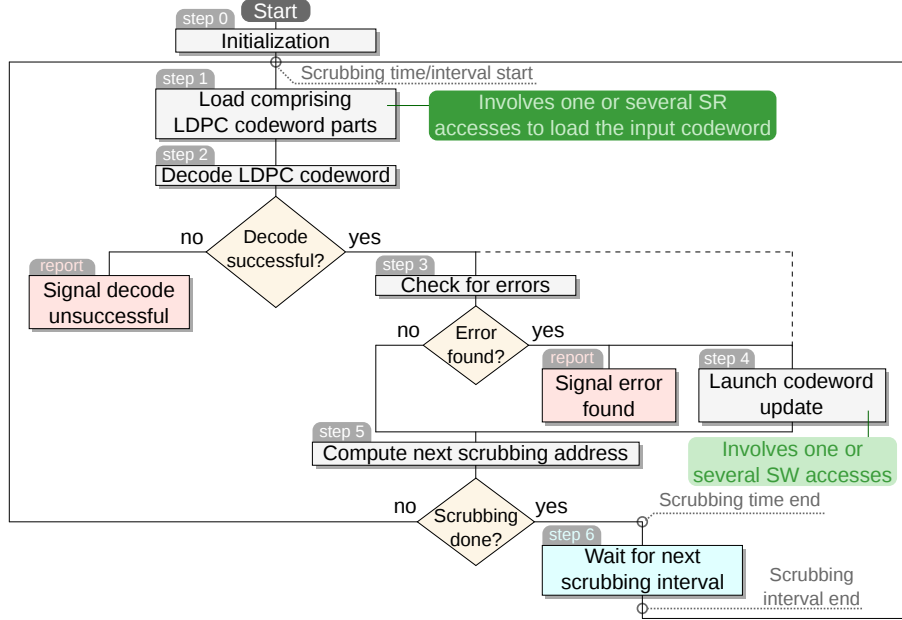 Start
step 0
Initialization
Scrubbing time/interval start
step 1
Load comprising
LDPC codeword parts
Involves one or several SR
accesses to load the input codeword
step 2
Decode LDPC codeword
no
Decode
successful?
yes
report
Signal decode
unsuccessful
step 3
Check for errors
no
Error
found?
yes
report
Signal error
found
step 4
Launch codeword
update
step 5
Compute next scrubbing address
Involves one or
several SW accesses
no
Scrubbing
done?
yes
Scrubbing time end
step 6
Wait for next
scrubbing interval
Scrubbing
interval end